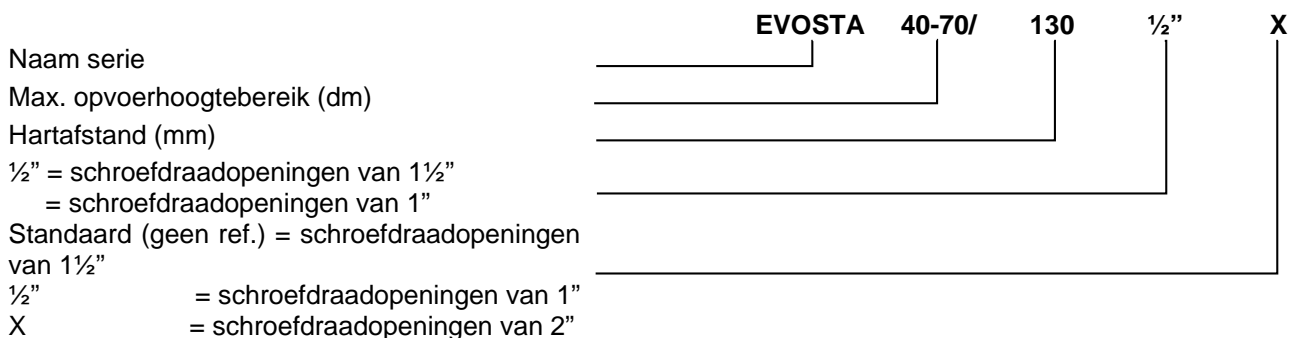 EVOSTA 40-70/ 130 ½” X
Naam serie
Max. opvoerhoogtebereik (dm)
Hartafstand (mm)
½” = schroefdraadopeningen van 1½”
= schroefdraadopeningen van 1”
Standaard (geen ref.) = schroefdraadopeningen
van 1½”
½” = schroefdraadopeningen van 1”
X = schroefdraadopeningen van 2”